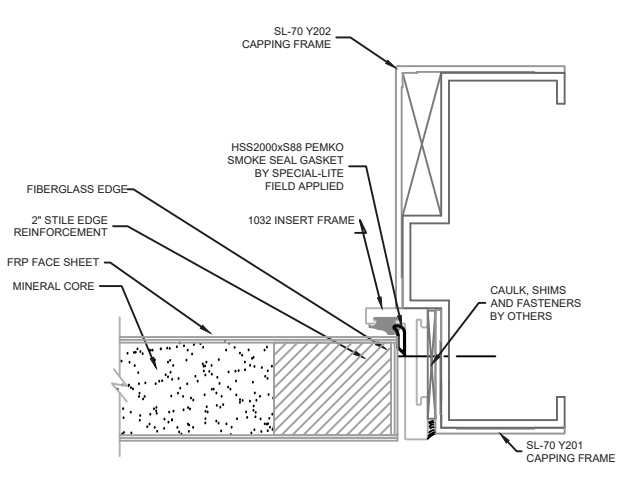 SL-70 Y202
CAPPING FRAME
HSS2000xS88 PEMKO
SMOKE SEAL GASKET
BY SPECIAL-LITE
FIELD APPLIED
FIBERGLASS EDGE
2" STILE EDGE
REINFORCEMENT
1032 INSERT FRAME
FRP FACE SHEET
MINERAL CORE
CAULK, SHIMS
AND FASTENERS
BY OTHERS
SL-70 Y201
CAPPING FRAME